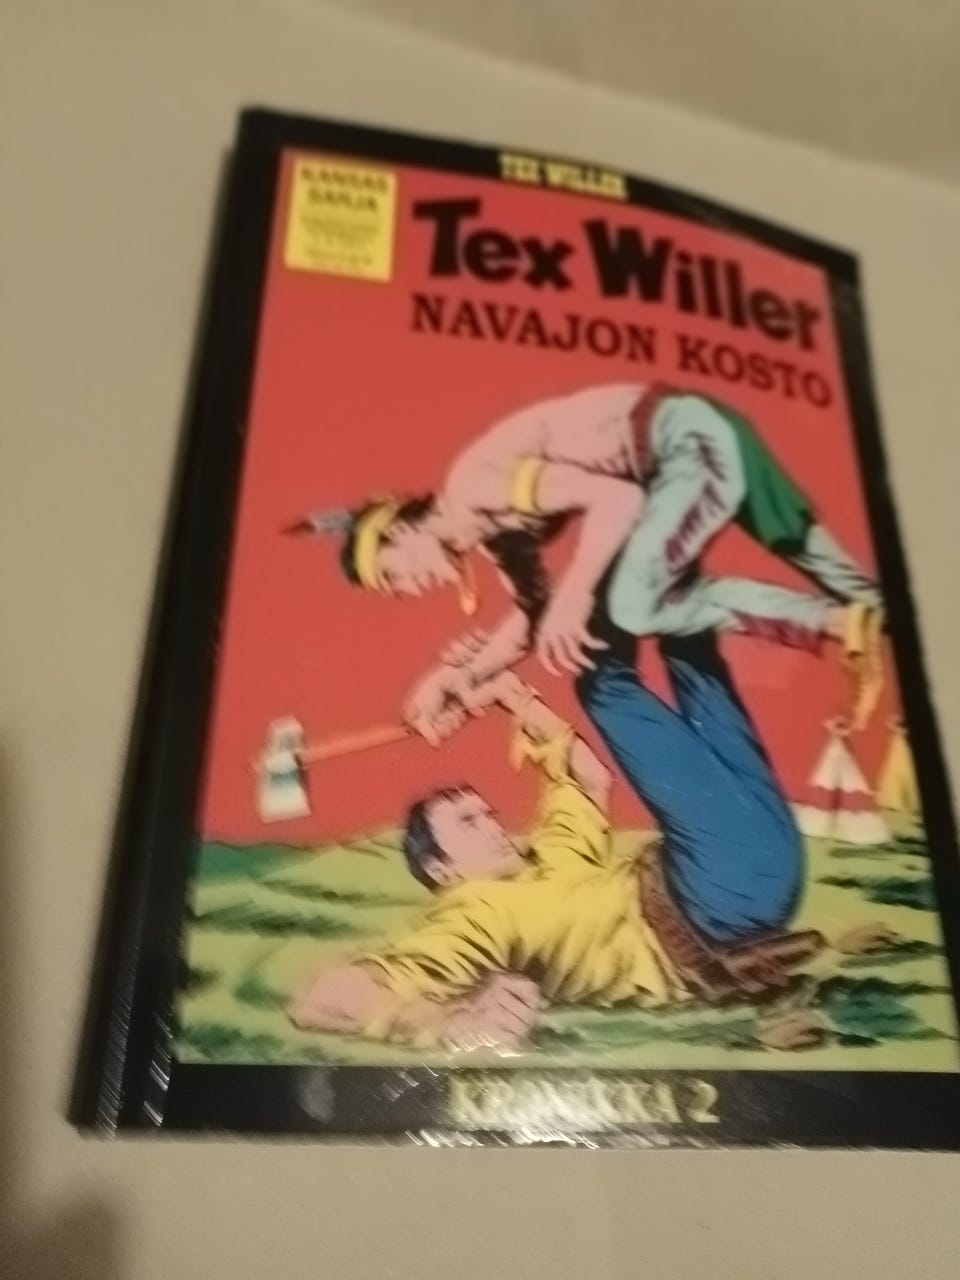 TEX WILLER
KANSAS
SARJA
Tex Willer
NAVAJON KOSTO
KRONIKKA 2